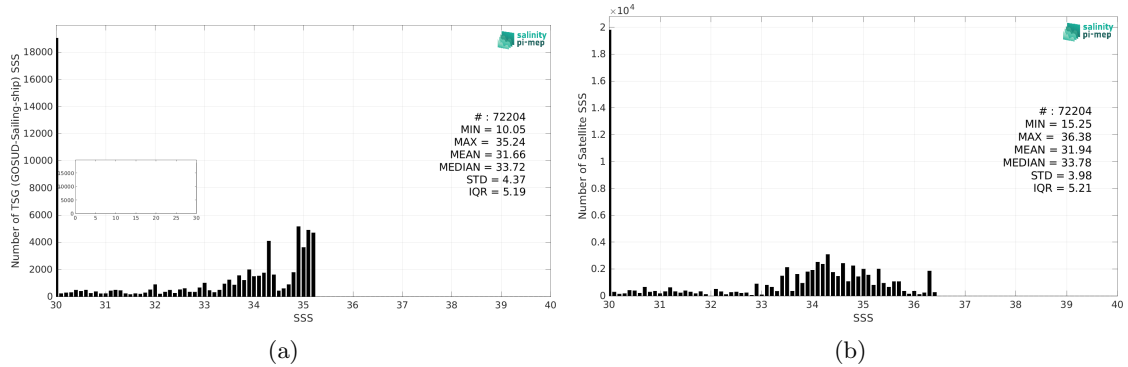 salinity
pi-mep
Number of TSG (GOSUD-Sailing-ship) SSS
18000
16000
14000
12000
10000
8000
6000
4000
2000
0
# : 72204
MIN = 10.05
MAX = 35.24
MEAN = 31.66
MEDIAN = 33.72
STD = 4.37
IQR = 5.19
15000
10000
5000
0
0 5 10 15 20 25 30
30 31 32 33 34 35 36 37 38 39 40
SSS
(a)
×10⁴
salinity
pi-mep
Number of Satellite SSS
2
1.8
1.6
1.4
1.2
1
0.8
0.6
0.4
0.2
0
# : 72204
MIN = 15.25
MAX = 36.38
MEAN = 31.94
MEDIAN = 33.78
STD = 3.98
IQR = 5.21
30 31 32 33 34 35 36 37 38 39 40
SSS
(b)